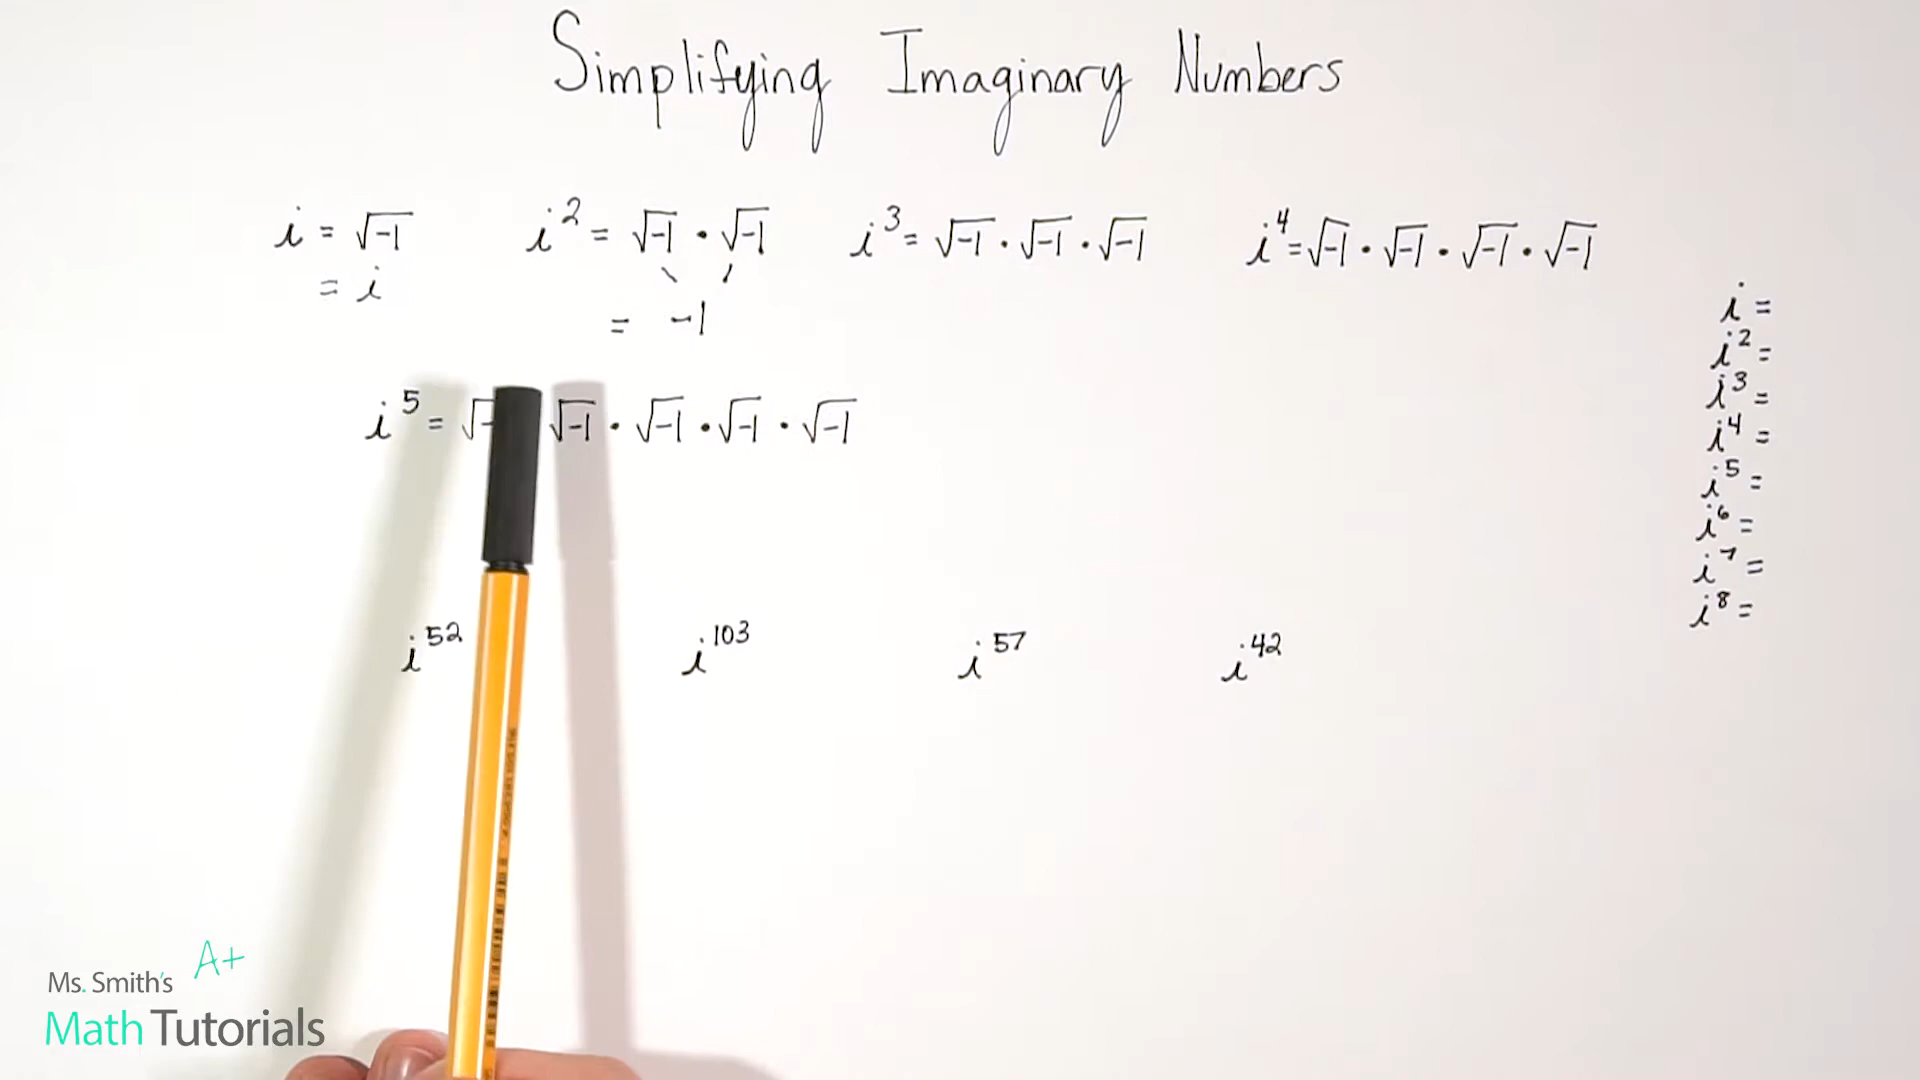 Simplifying Imaginary Numbers
i = √-1
= i
i² = √-1 · √-1
= -1
i³ = √-1 · √-1 · √-1
i⁴ = √-1 · √-1 · √-1 · √-1
i⁵ = √- √-1 · √-1 · √-1 · √-1
i =
i² =
i³ =
i⁴ =
i⁵ =
i⁶ =
i⁷ =
i⁸ =
i⁵² i¹⁰³ i⁵⁷ i⁴²
A+
Ms. Smith's
Math Tutorials